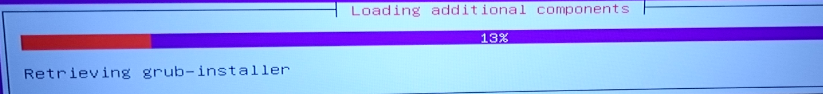 Loading additional components
13%
Retrieving grub-installer